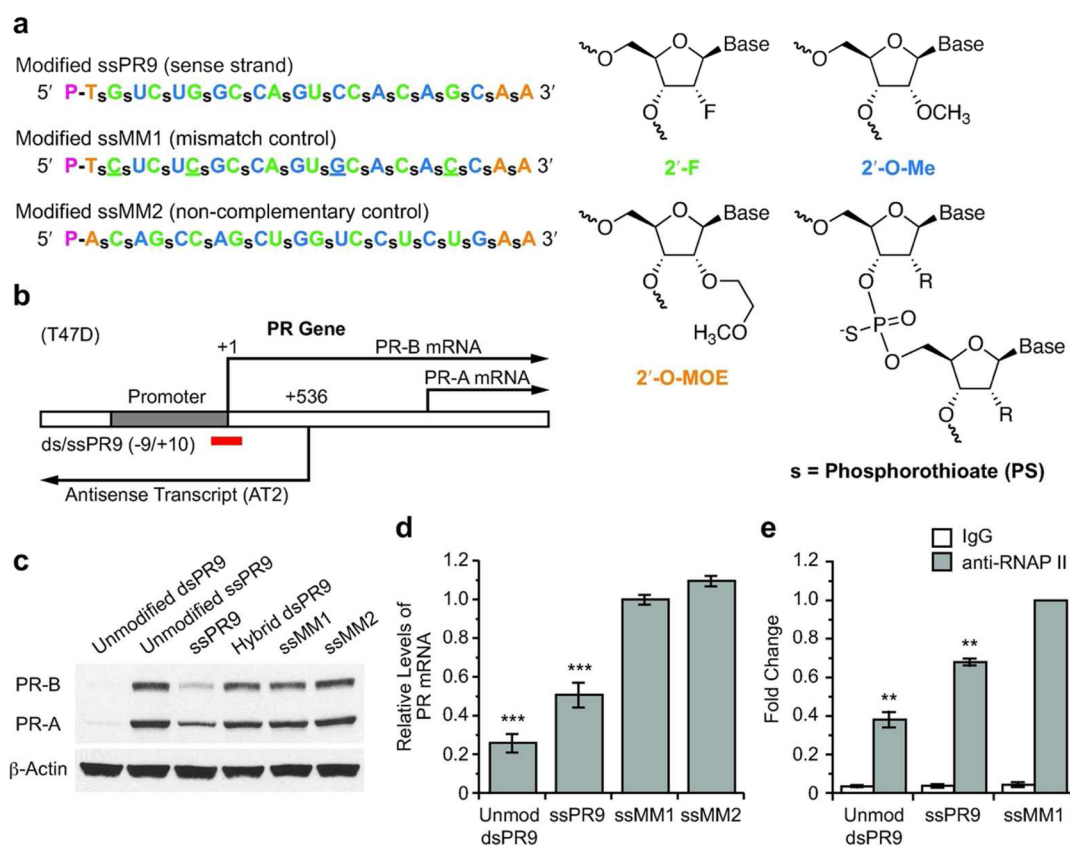 a
Modified ssPR9 (sense strand)
5′ P-TsGsUCsUGsGCsCAsGUsCCsAsCsAsGsCsAsA 3′
Modified ssMM1 (mismatch control)
5′ P-TsCsUCsUCsGCsCAsGUsGCsAsCsAsCsCsAsA 3′
Modified ssMM2 (non-complementary control)
5′ P-AsCsAGsCCsAGsCUsGGsUCsCsUsCsUsGsAsA 3′
O Base
O
O F
2′-F
O Base
O
O OCH3
2′-O-Me
O Base
O
O O
H3CO
2′-O-MOE
O Base
O
O R
-S P O
O O Base
O R
s = Phosphorothioate (PS)
b
(T47D)
PR Gene
+1 PR-B mRNA
PR-A mRNA
Promoter +536
ds/ssPR9 (-9/+10)
Antisense Transcript (AT2)
c
Unmodified dsPR9
Unmodified ssPR9
ssPR9
Hybrid dsPR9
ssMM1
ssMM2
PR-B
PR-A
β-Actin
d
Relative Levels of
PR mRNA
1.2
1.0
0.8
0.6
0.4
0.2
0
***
***
Unmod
dsPR9
ssPR9
ssMM1
ssMM2
e
IgG
anti-RNAP II
Fold Change
1.2
1.0
0.8
0.6
0.4
0.2
0
**
**
Unmod
dsPR9
ssPR9
ssMM1